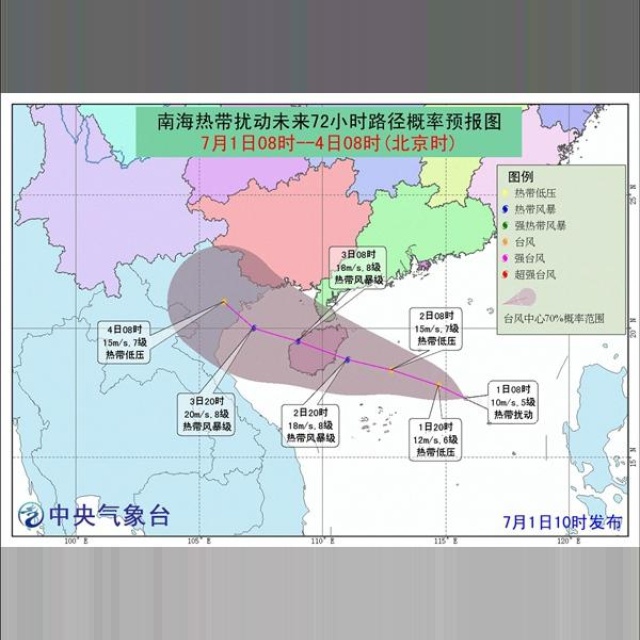 南海热带扰动未来72小时路径概率预报图
7月1日08时--4日08时(北京时)
图例
热带低压
热带风暴
强热带风暴
台风
强台风
超强台风
台风中心70%概率范围
3日08时
18m/s.8级
热带风暴级
2日08时
15m/s.7级
热带低压
4日08时
15m/s.7级
热带低压
1日08时
10m/s.5级
热带扰动
3日20时
20m/s.8级
热带风暴级
2日20时
18m/s.8级
热带风暴级
1日20时
12m/s.6级
热带低压
中央气象台
7月1日10时发布
25°N
20°N
15°N
100° E
105° E
110° E
115° E
120° E